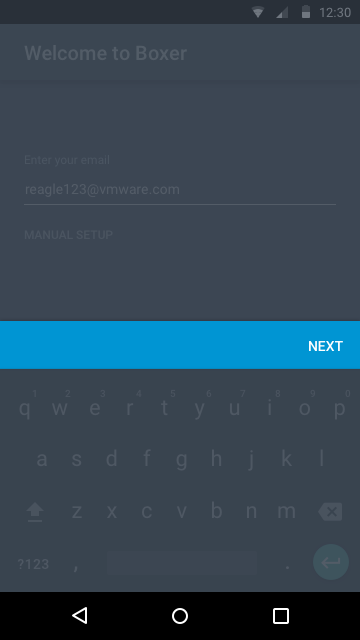 12:30
Welcome to Boxer
Enter your email
reagle123@vmware.com
MANUAL SETUP
NEXT
1 2 3 4 5 6 7 8 9 0
q w e r t y u i o p
a s d f g h j k l
z x c v b n m
?123 , .